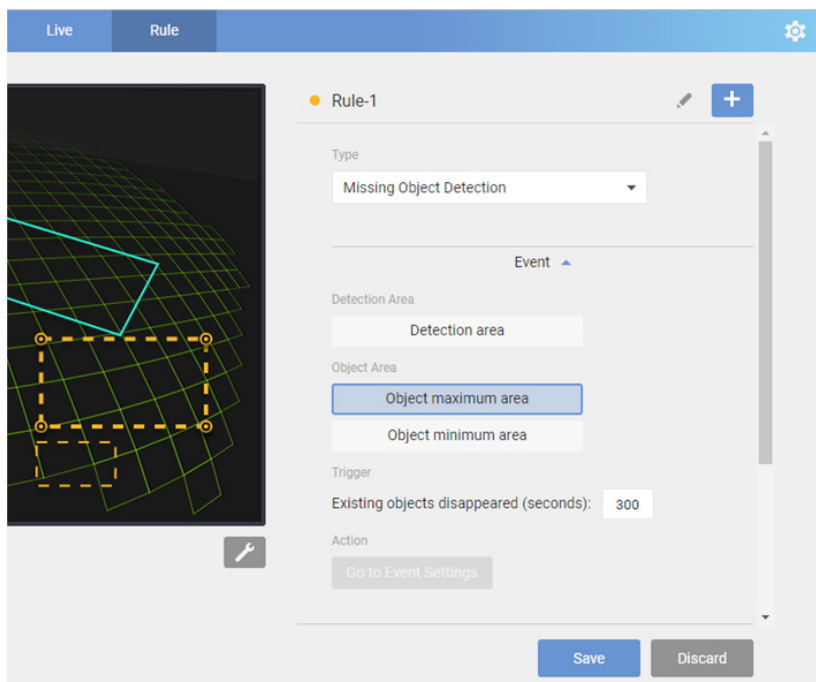 Live Rule
Rule-1
Type
Missing Object Detection
Event
Detection Area
Detection area
Object Area
Object maximum area
Object minimum area
Trigger
Existing objects disappeared (seconds): 300
Action
Go to Event Settings
Save Discard